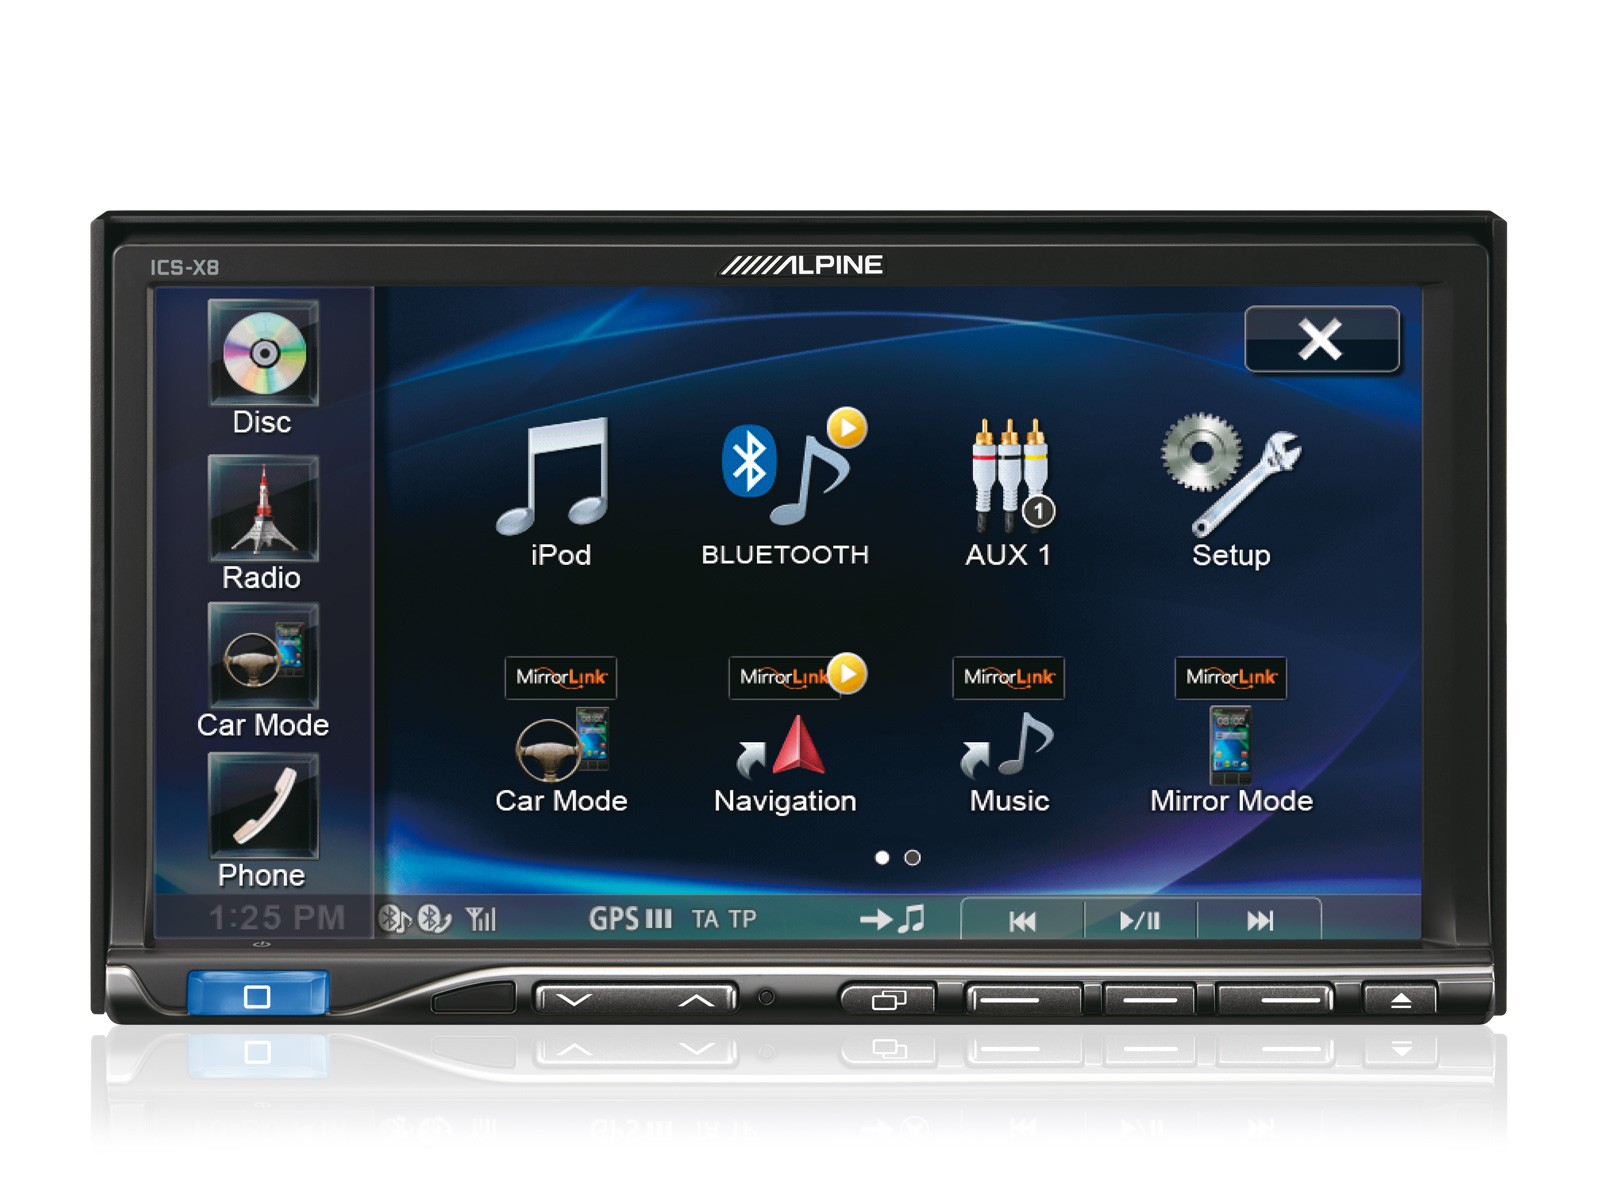 ICS-X8
ALPINE
Disc
Radio
Car Mode
Phone
iPod
BLUETOOTH
1
AUX 1
Setup
MirrorLink
Car Mode
MirrorLink
Navigation
MirrorLink
Music
MirrorLink
Mirror Mode
1:25 PM
GPS
TA TP